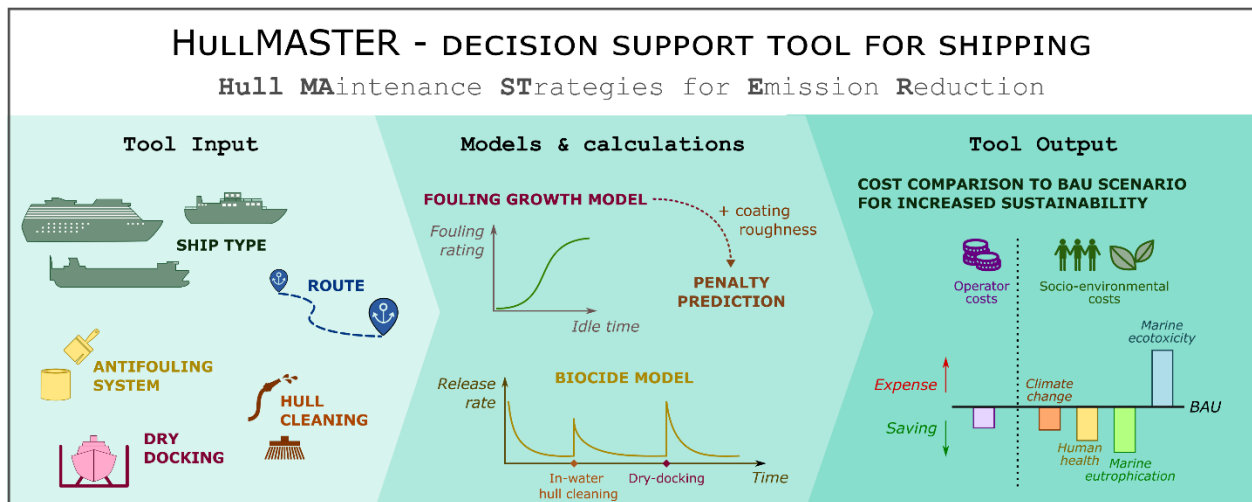 HullMASTER - DECISION SUPPORT TOOL FOR SHIPPING
Hull MAintenance STrategies for Emission Reduction
Tool Input
SHIP TYPE
ROUTE
ANTIFOULING
SYSTEM
HULL
CLEANING
DRY
DOCKING
Models & calculations
FOULING GROWTH MODEL
+ coating
roughness
Fouling
rating
Idle time
PENALTY
PREDICTION
BIOCIDE MODEL
Release
rate
Time
In-water
hull cleaning
Dry-docking
Tool Output
COST COMPARISON TO BAU SCENARIO
FOR INCREASED SUSTAINABILITY
Operator
costs
Socio-environmental
costs
Marine
ecotoxicity
Expense
Climate
change
BAU
Saving
Human
health
Marine
eutrophication